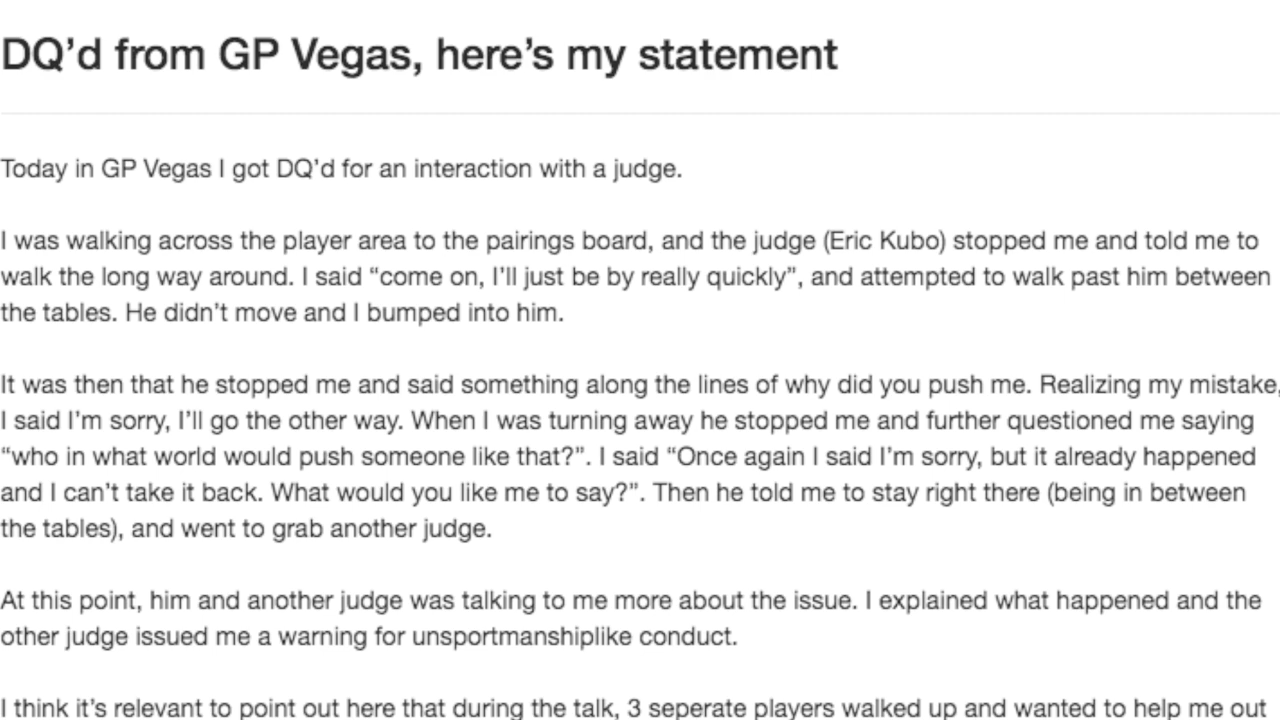 DQ’d from GP Vegas, here’s my statement
Today in GP Vegas I got DQ’d for an interaction with a judge.
I was walking across the player area to the pairings board, and the judge (Eric Kubo) stopped me and told me to
walk the long way around. I said “come on, I’ll just be by really quickly”, and attempted to walk past him between
the tables. He didn’t move and I bumped into him.
It was then that he stopped me and said something along the lines of why did you push me. Realizing my mistake,
I said I’m sorry, I’ll go the other way. When I was turning away he stopped me and further questioned me saying
“who in what world would push someone like that?”. I said “Once again I said I’m sorry, but it already happened
and I can’t take it back. What would you like me to say?”. Then he told me to stay right there (being in between
the tables), and went to grab another judge.
At this point, him and another judge was talking to me more about the issue. I explained what happened and the
other judge issued me a warning for unsportmanshiplike conduct.
I think it’s relevant to point out here that during the talk, 3 seperate players walked up and wanted to help me out